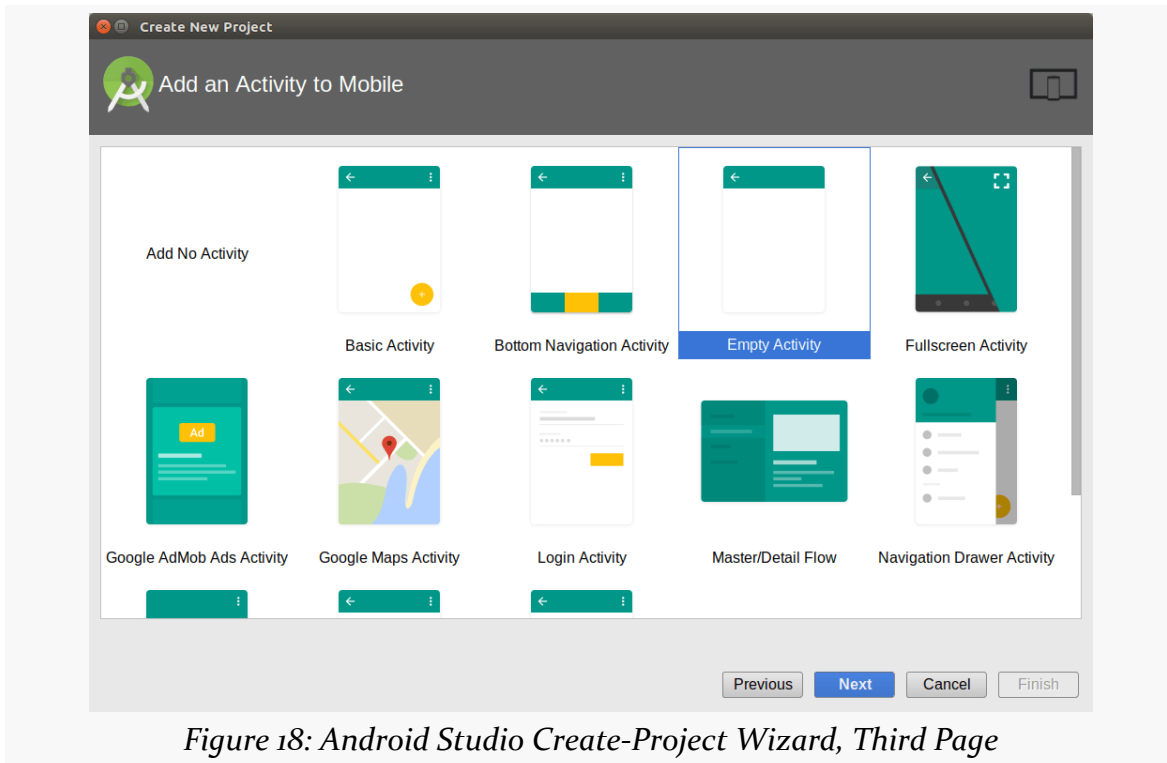 Create New Project
Add an Activity to Mobile
Add No Activity
Basic Activity
Bottom Navigation Activity
Empty Activity
Fullscreen Activity
Ad
Google AdMob Ads Activity
Google Maps Activity
Login Activity
Master/Detail Flow
Navigation Drawer Activity
Previous
Next
Cancel
Finish
Figure 18: Android Studio Create-Project Wizard, Third Page